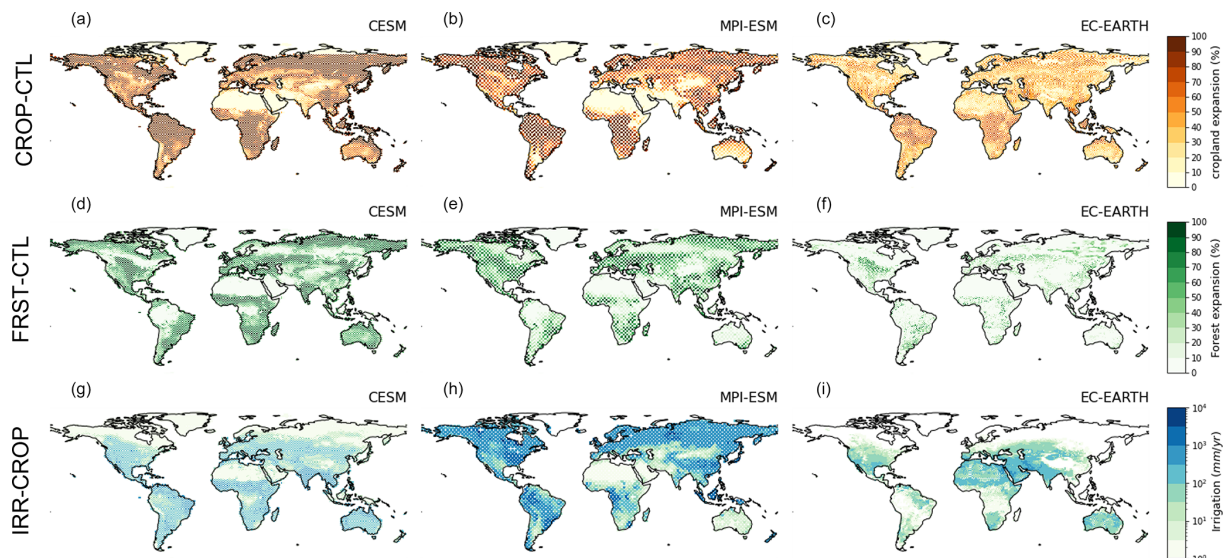 (a) CESM
(b) MPI-ESM
(c) EC-EARTH
CROP-CTL
100
90
80
70
60
50
40
30
20
10
0
cropland expansion (%)
(d) CESM
(e) MPI-ESM
(f) EC-EARTH
FRST-CTL
100
90
80
70
60
50
40
30
20
10
0
Forest expansion (%)
(g) CESM
(h) MPI-ESM
(i) EC-EARTH
IRR-CROP
10⁴
10³
10²
10¹
10⁰
Irrigation (mm/yr)